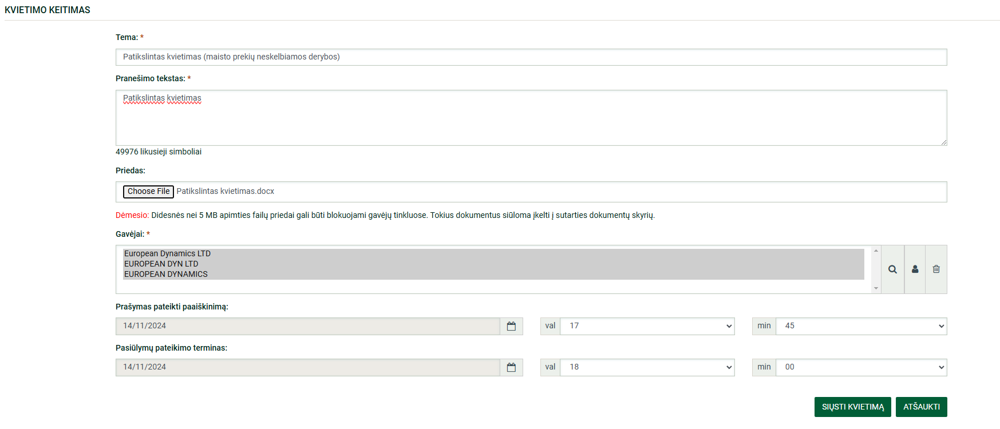 KVIETIMO KEITIMAS
Tema: *
Patikslintas kvietimas (maisto prekių neskelbiamos derybos)
Pranešimo tekstas: *
Patikslintas kvietimas
49976 likusieji simboliai
Priedas:
Choose File Patikslintas kvietimas.docx
Dėmesio: Didesnės nei 5 MB apimties failų priedai gali būti blokuojami gavėjų tinkluose. Tokius dokumentus siūloma įkelti į sutarties dokumentų skyrių.
Gavėjai: *
European Dynamics LTD
EUROPEAN DYN LTD
EUROPEAN DYNAMICS
Prašymas pateikti paaiškinimą:
14/11/2024 val 17 min 45
Pasiūlymų pateikimo terminas:
14/11/2024 val 18 min 00
SIŲSTI KVIETIMĄ ATŠAUKTI